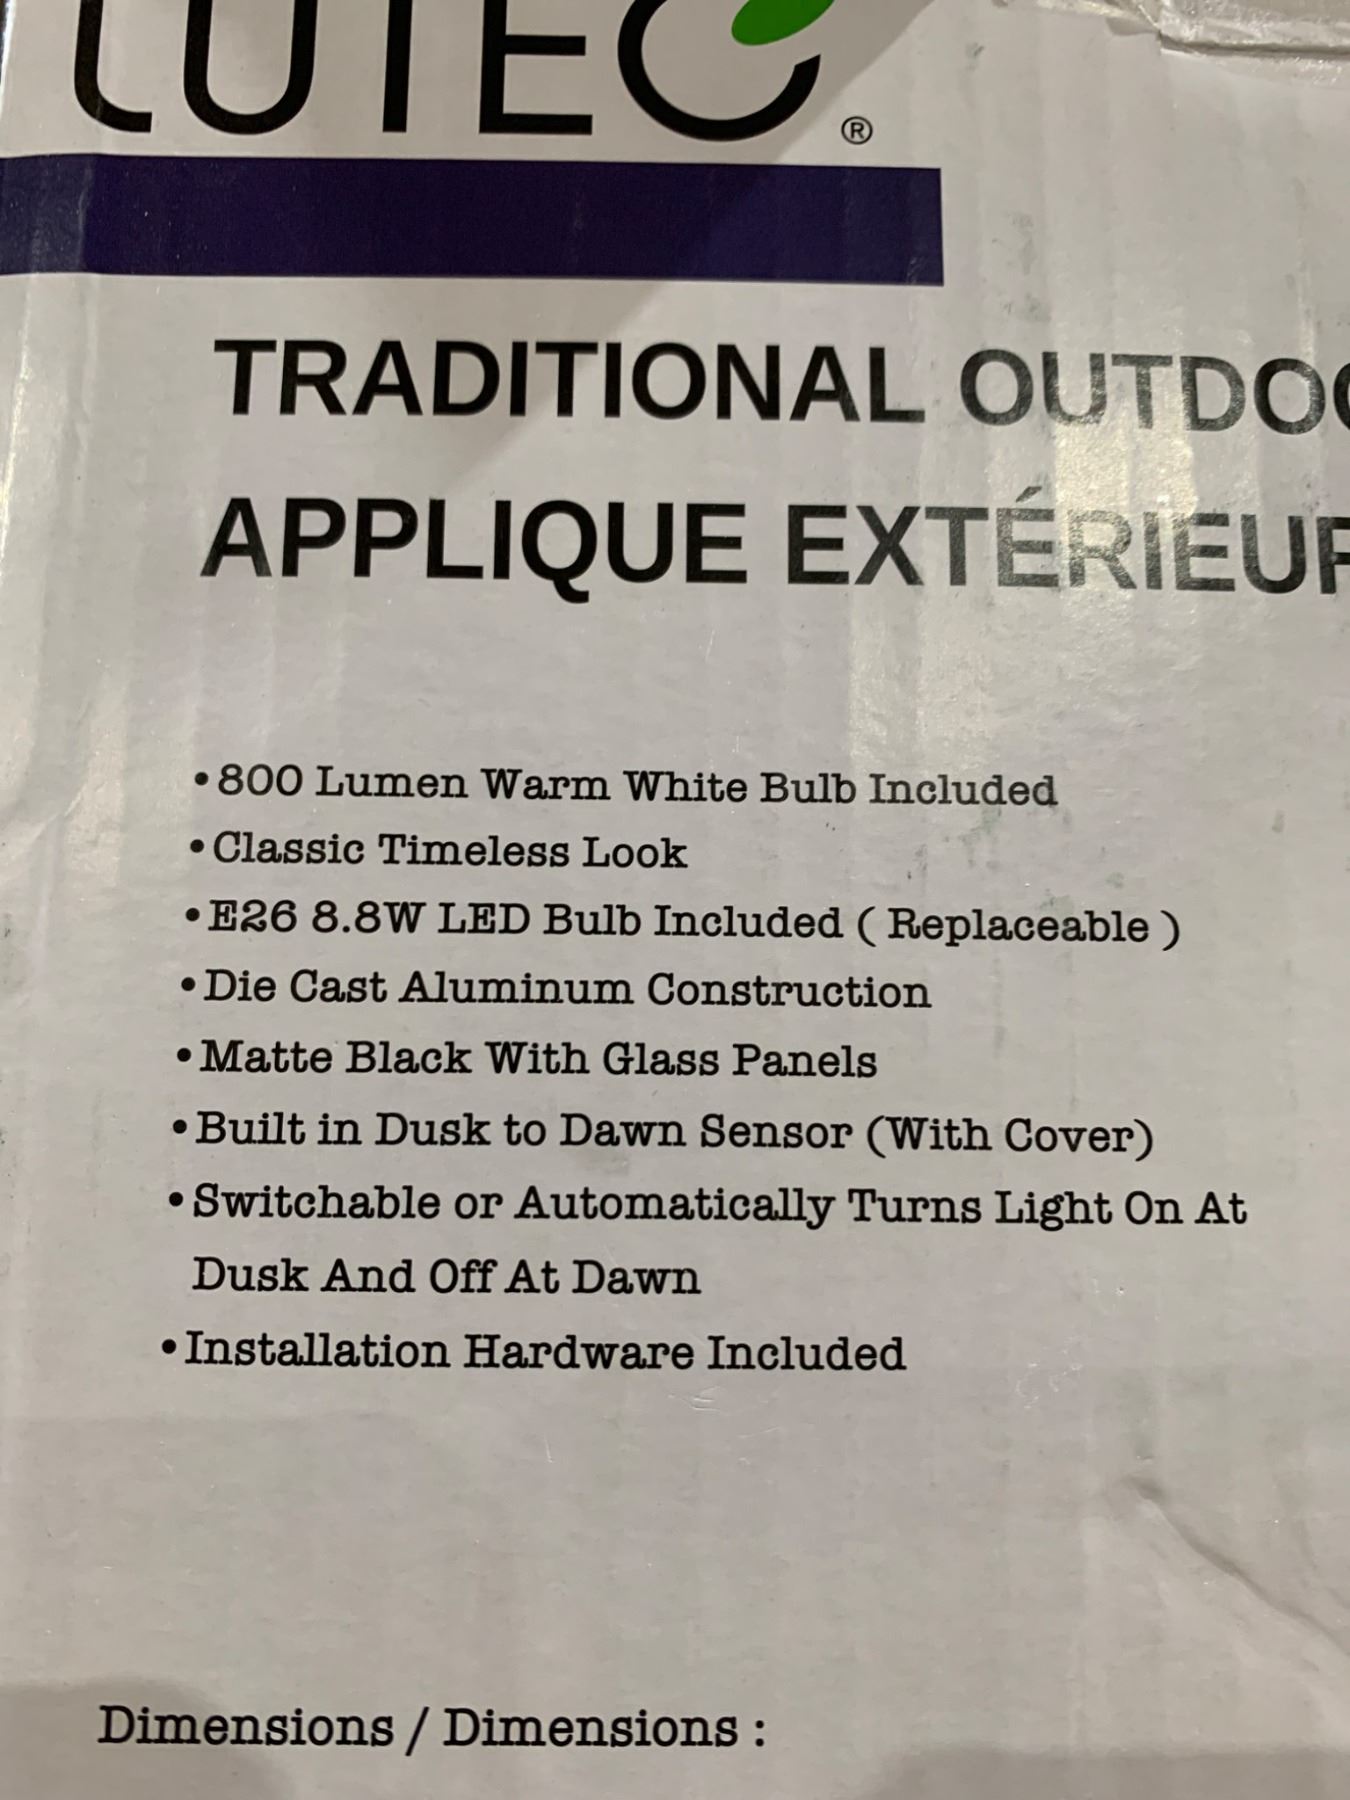 LUTEC®
TRADITIONAL
APPLIQUE
•800 Lumen Warm White Bulb Included
•Classic Timeless Look
•E26 8.8W LED Bulb Included ( Replaceable )
•Die Cast Aluminum Construction
•Matte Black With Glass Panels
•Built in Dusk to Dawn Sensor (With Cover)
•Switchable or Automatically Turns Light On At
Dusk And Off At Dawn
•Installation Hardware Included
Dimensions / Dimensions :